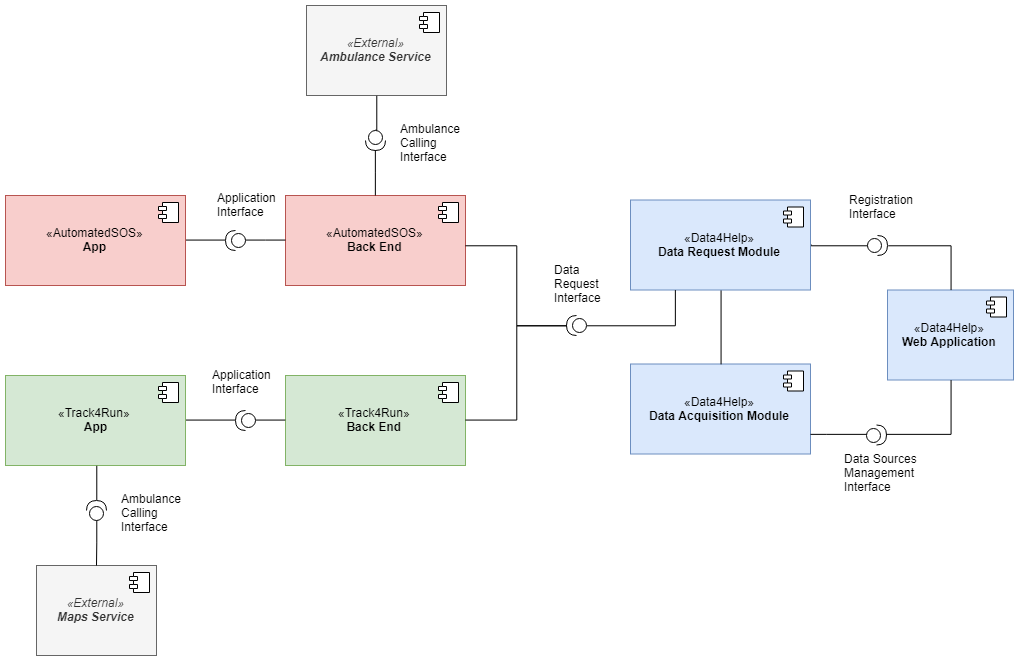 «External»
Ambulance Service
Ambulance
Calling
Interface
«AutomatedSOS»
App
Application
Interface
«AutomatedSOS»
Back End
Data
Request
Interface
«Data4Help»
Data Request Module
Registration
Interface
«Data4Help»
Web Application
«Track4Run»
App
Application
Interface
«Track4Run»
Back End
«Data4Help»
Data Acquisition Module
Data Sources
Management
Interface
Ambulance
Calling
Interface
«External»
Maps Service